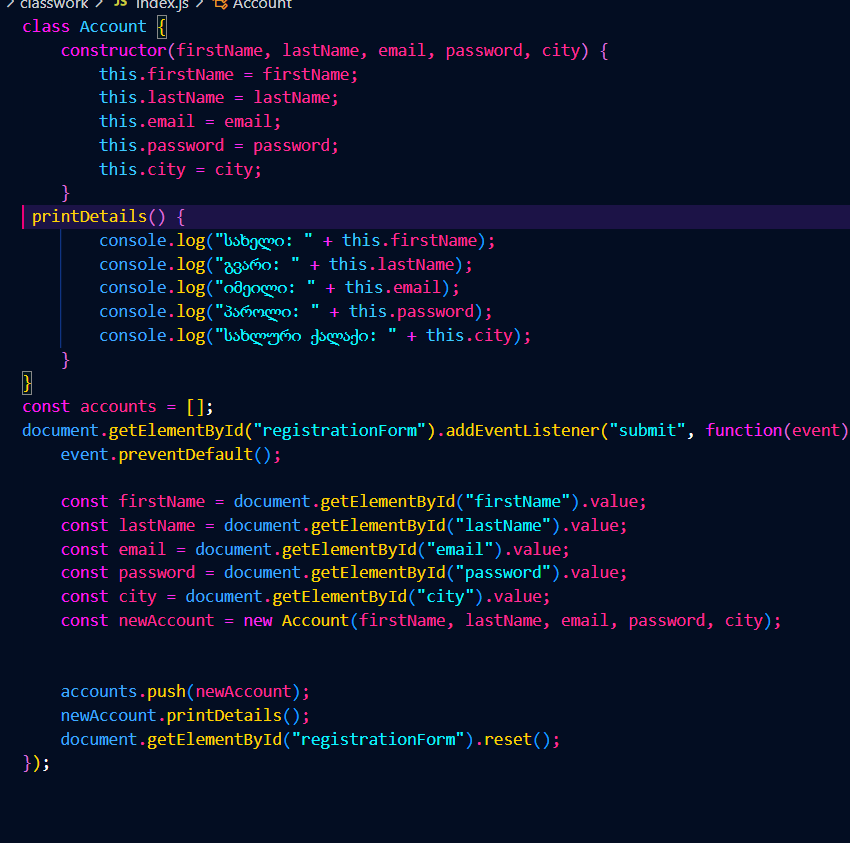 classwork > JS index.js > Account
class Account {
    constructor(firstName, lastName, email, password, city) {
        this.firstName = firstName;
        this.lastName = lastName;
        this.email = email;
        this.password = password;
        this.city = city;
    }
 printDetails() {
        console.log("სახელი: " + this.firstName);
        console.log("გვარი: " + this.lastName);
        console.log("იმეილი: " + this.email);
        console.log("პაროლი: " + this.password);
        console.log("სახლური ქალაქი: " + this.city);
    }
}
const accounts = [];
document.getElementById("registrationForm").addEventListener("submit", function(event)
    event.preventDefault();
    const firstName = document.getElementById("firstName").value;
    const lastName = document.getElementById("lastName").value;
    const email = document.getElementById("email").value;
    const password = document.getElementById("password").value;
    const city = document.getElementById("city").value;
    const newAccount = new Account(firstName, lastName, email, password, city);
    accounts.push(newAccount);
    newAccount.printDetails();
    document.getElementById("registrationForm").reset();
});